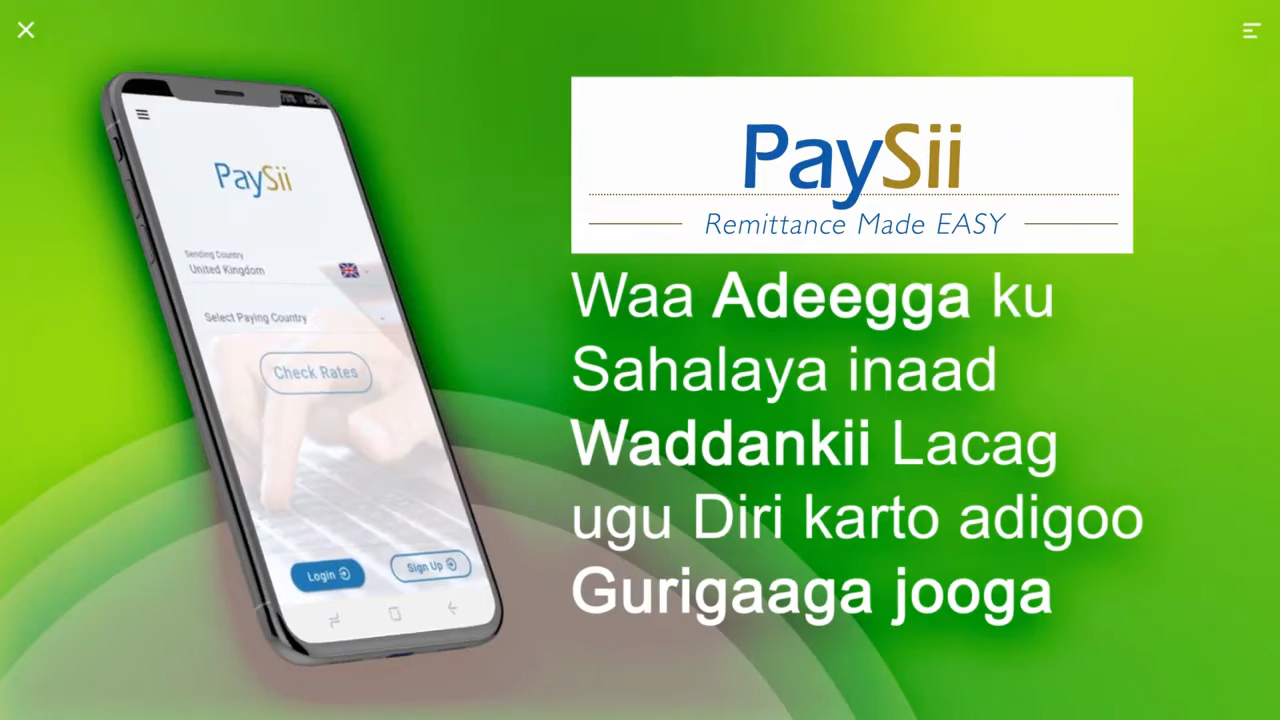 PaySii
Sending Country
United Kingdom
Select Paying Country
Check Rates
Login
Sign Up
PaySii
Remittance Made EASY
Waa Adeegga ku
Sahalaya inaad
Waddankii Lacag
ugu Diri karto adigoo
Gurigaaga jooga